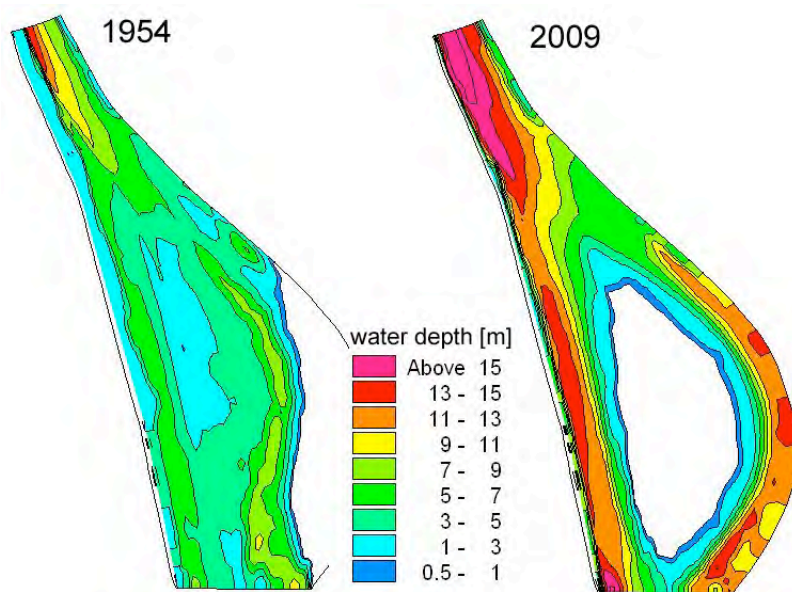 1954
2009
water depth [m]
Above 15
13 - 15
11 - 13
9 - 11
7 - 9
5 - 7
3 - 5
1 - 3
0.5 - 1